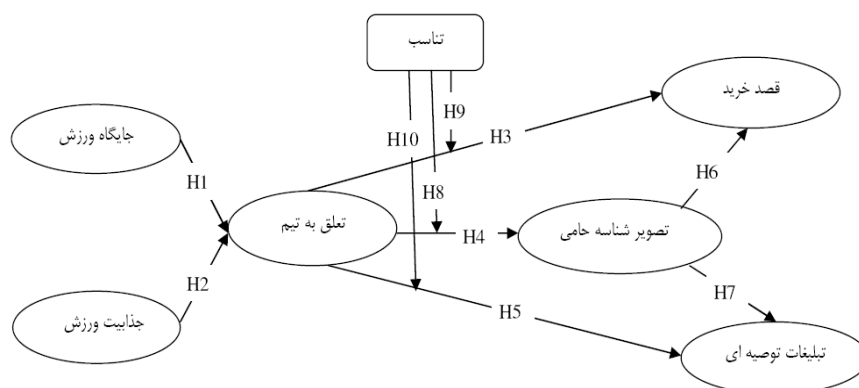 تناسب
قصد خرید
جایگاه ورزش
H9
H10
H3
H1
H8
H6
تعلق به تیم
H4
تصویر شناسه حامی
H2
H7
H5
جذابیت ورزش
تبلیغات توصیه ای